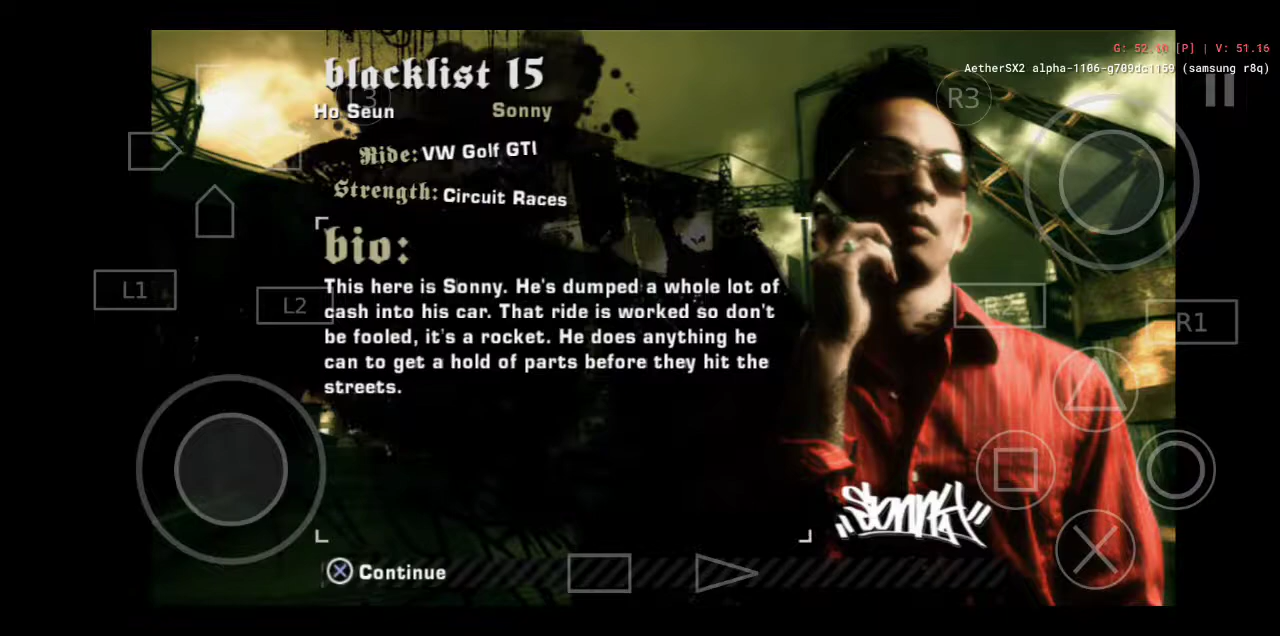 G: 52.10 [P] | V: 51.16
AetherSX2 alpha-1106-g709dc1159 (samsung r8q)
blacklist 15
L3
R3
Ho Seun Sonny
Ride: VW Golf GTI
Strength: Circuit Races
bio:
This here is Sonny. He's dumped a whole lot of
cash into his car. That ride is worked so don't
be fooled, it's a rocket. He does anything he
can to get a hold of parts before they hit the
streets.
L1
L2
R1
Sonny
Continue